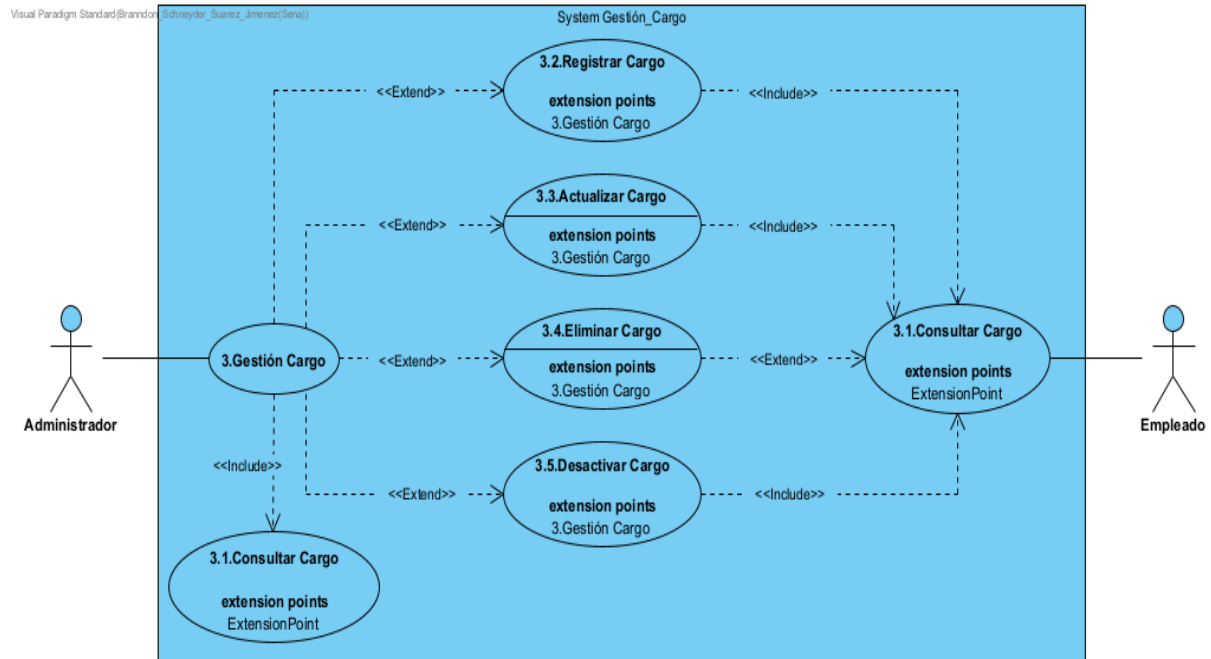 Visual Paradigm Standard(Branndon_Schneyder_Suarez_Jimenez(Sena))
System Gestión_Cargo
3.2.Registrar Cargo
extension points
3.Gestión Cargo
<<Extend>>
<<Include>>
3.3.Actualizar Cargo
extension points
3.Gestión Cargo
<<Extend>>
<<Include>>
3.4.Eliminar Cargo
extension points
3.Gestión Cargo
<<Extend>>
<<Extend>>
3.Gestión Cargo
3.1.Consultar Cargo
extension points
ExtensionPoint
Administrador
Empleado
3.5.Desactivar Cargo
extension points
3.Gestión Cargo
<<Include>>
<<Extend>>
<<Include>>
3.1.Consultar Cargo
extension points
ExtensionPoint